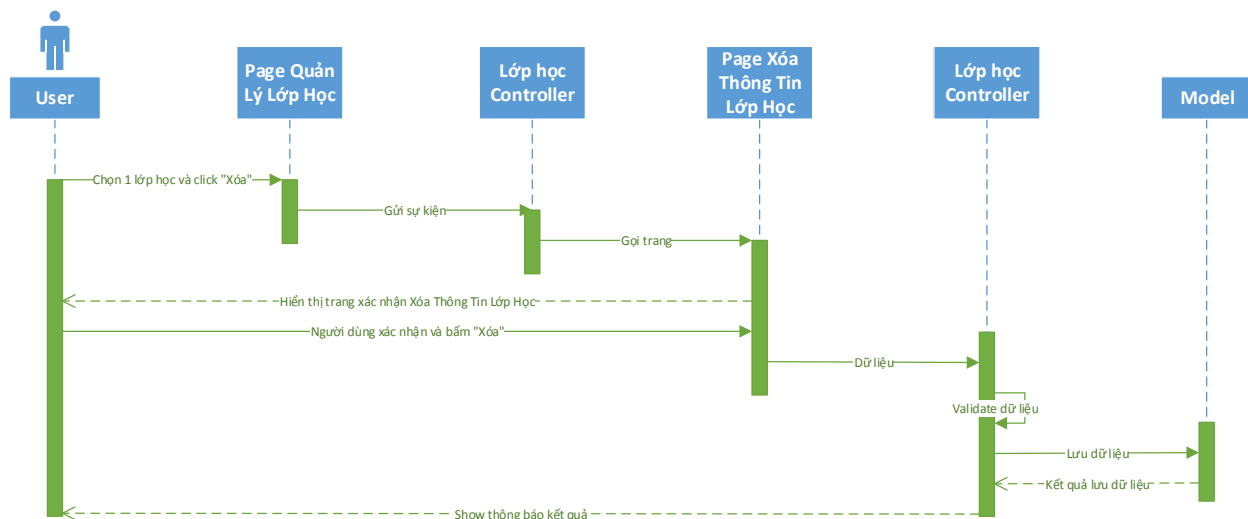 User
Page Quản
Lý Lớp Học
Lớp học
Controller
Page Xóa
Thông Tin
Lớp Học
Lớp học
Controller
Model
Chọn 1 lớp học và click "Xóa"
Gửi sự kiện
Gọi trang
Hiển thị trang xác nhận Xóa Thông Tin Lớp Học
Người dùng xác nhận và bấm "Xóa"
Dữ liệu
Validate dữ liệu
Lưu dữ liệu
Kết quả lưu dữ liệu
Show thông báo kết quả